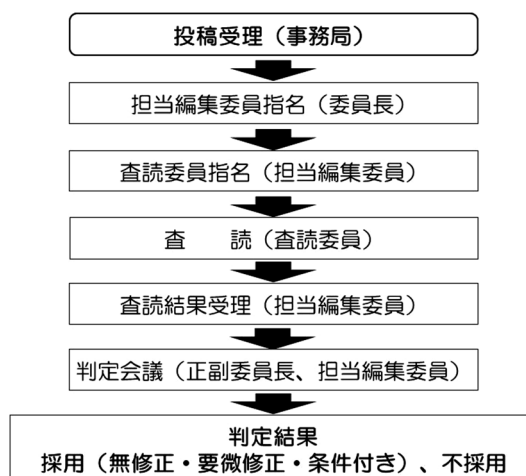 投稿受理（事務局）
担当編集委員指名（委員長）
査読委員指名（担当編集委員）
査　　読（査読委員）
査読結果受理（担当編集委員）
判定会議（正副委員長、担当編集委員）
判定結果
採用（無修正・要微修正・条件付き）、不採用